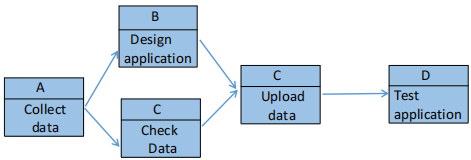 A
Collect
data
B
Design
application
C
Check
Data
C
Upload
data
D
Test
application